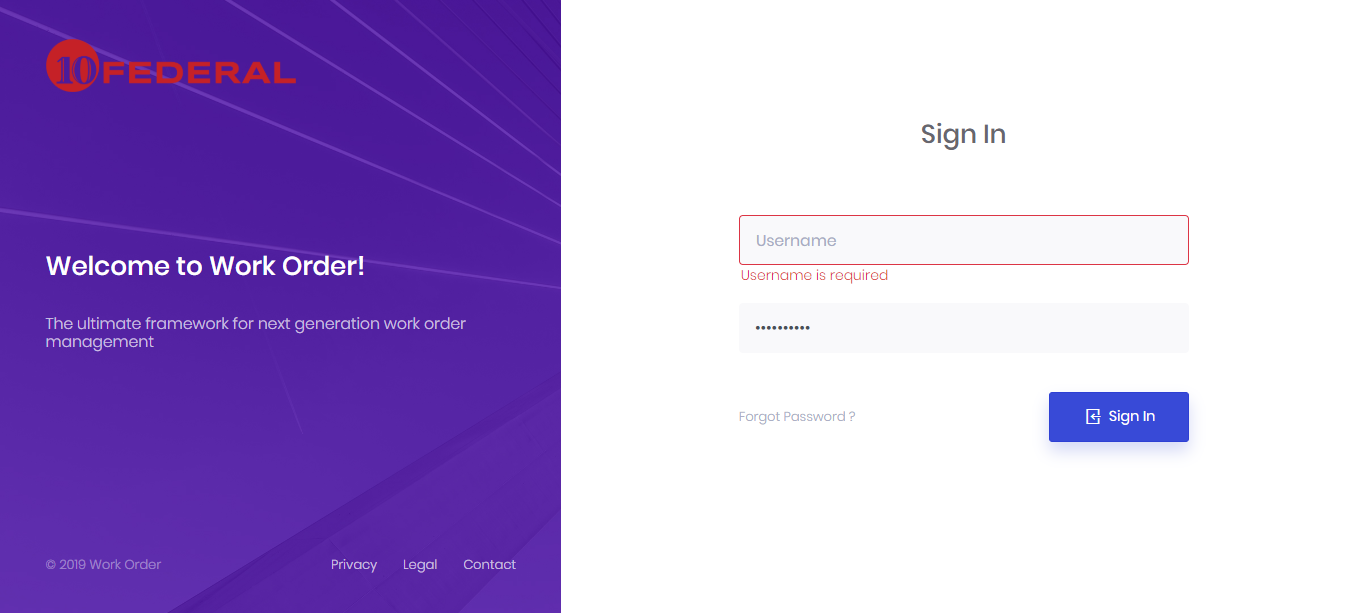 10 FEDERAL
Welcome to Work Order!
The ultimate framework for next generation work order
management
© 2019 Work Order
Privacy
Legal
Contact
Sign In
Username
Username is required
••••••••••
Forgot Password ?
Sign In